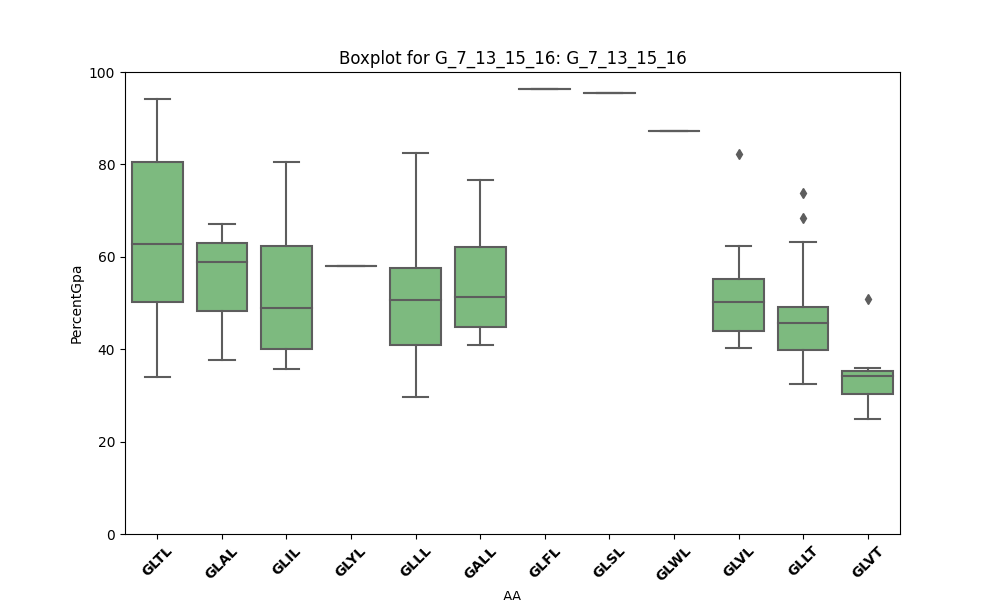 Boxplot for G_7_13_15_16: G_7_13_15_16
100
80
60
40
20
0
PercentGpa
GLTL GLAL GLIL GLYL GLLL GALL GLFL GLSL GLWL GLVL GLLT GLVT
AA